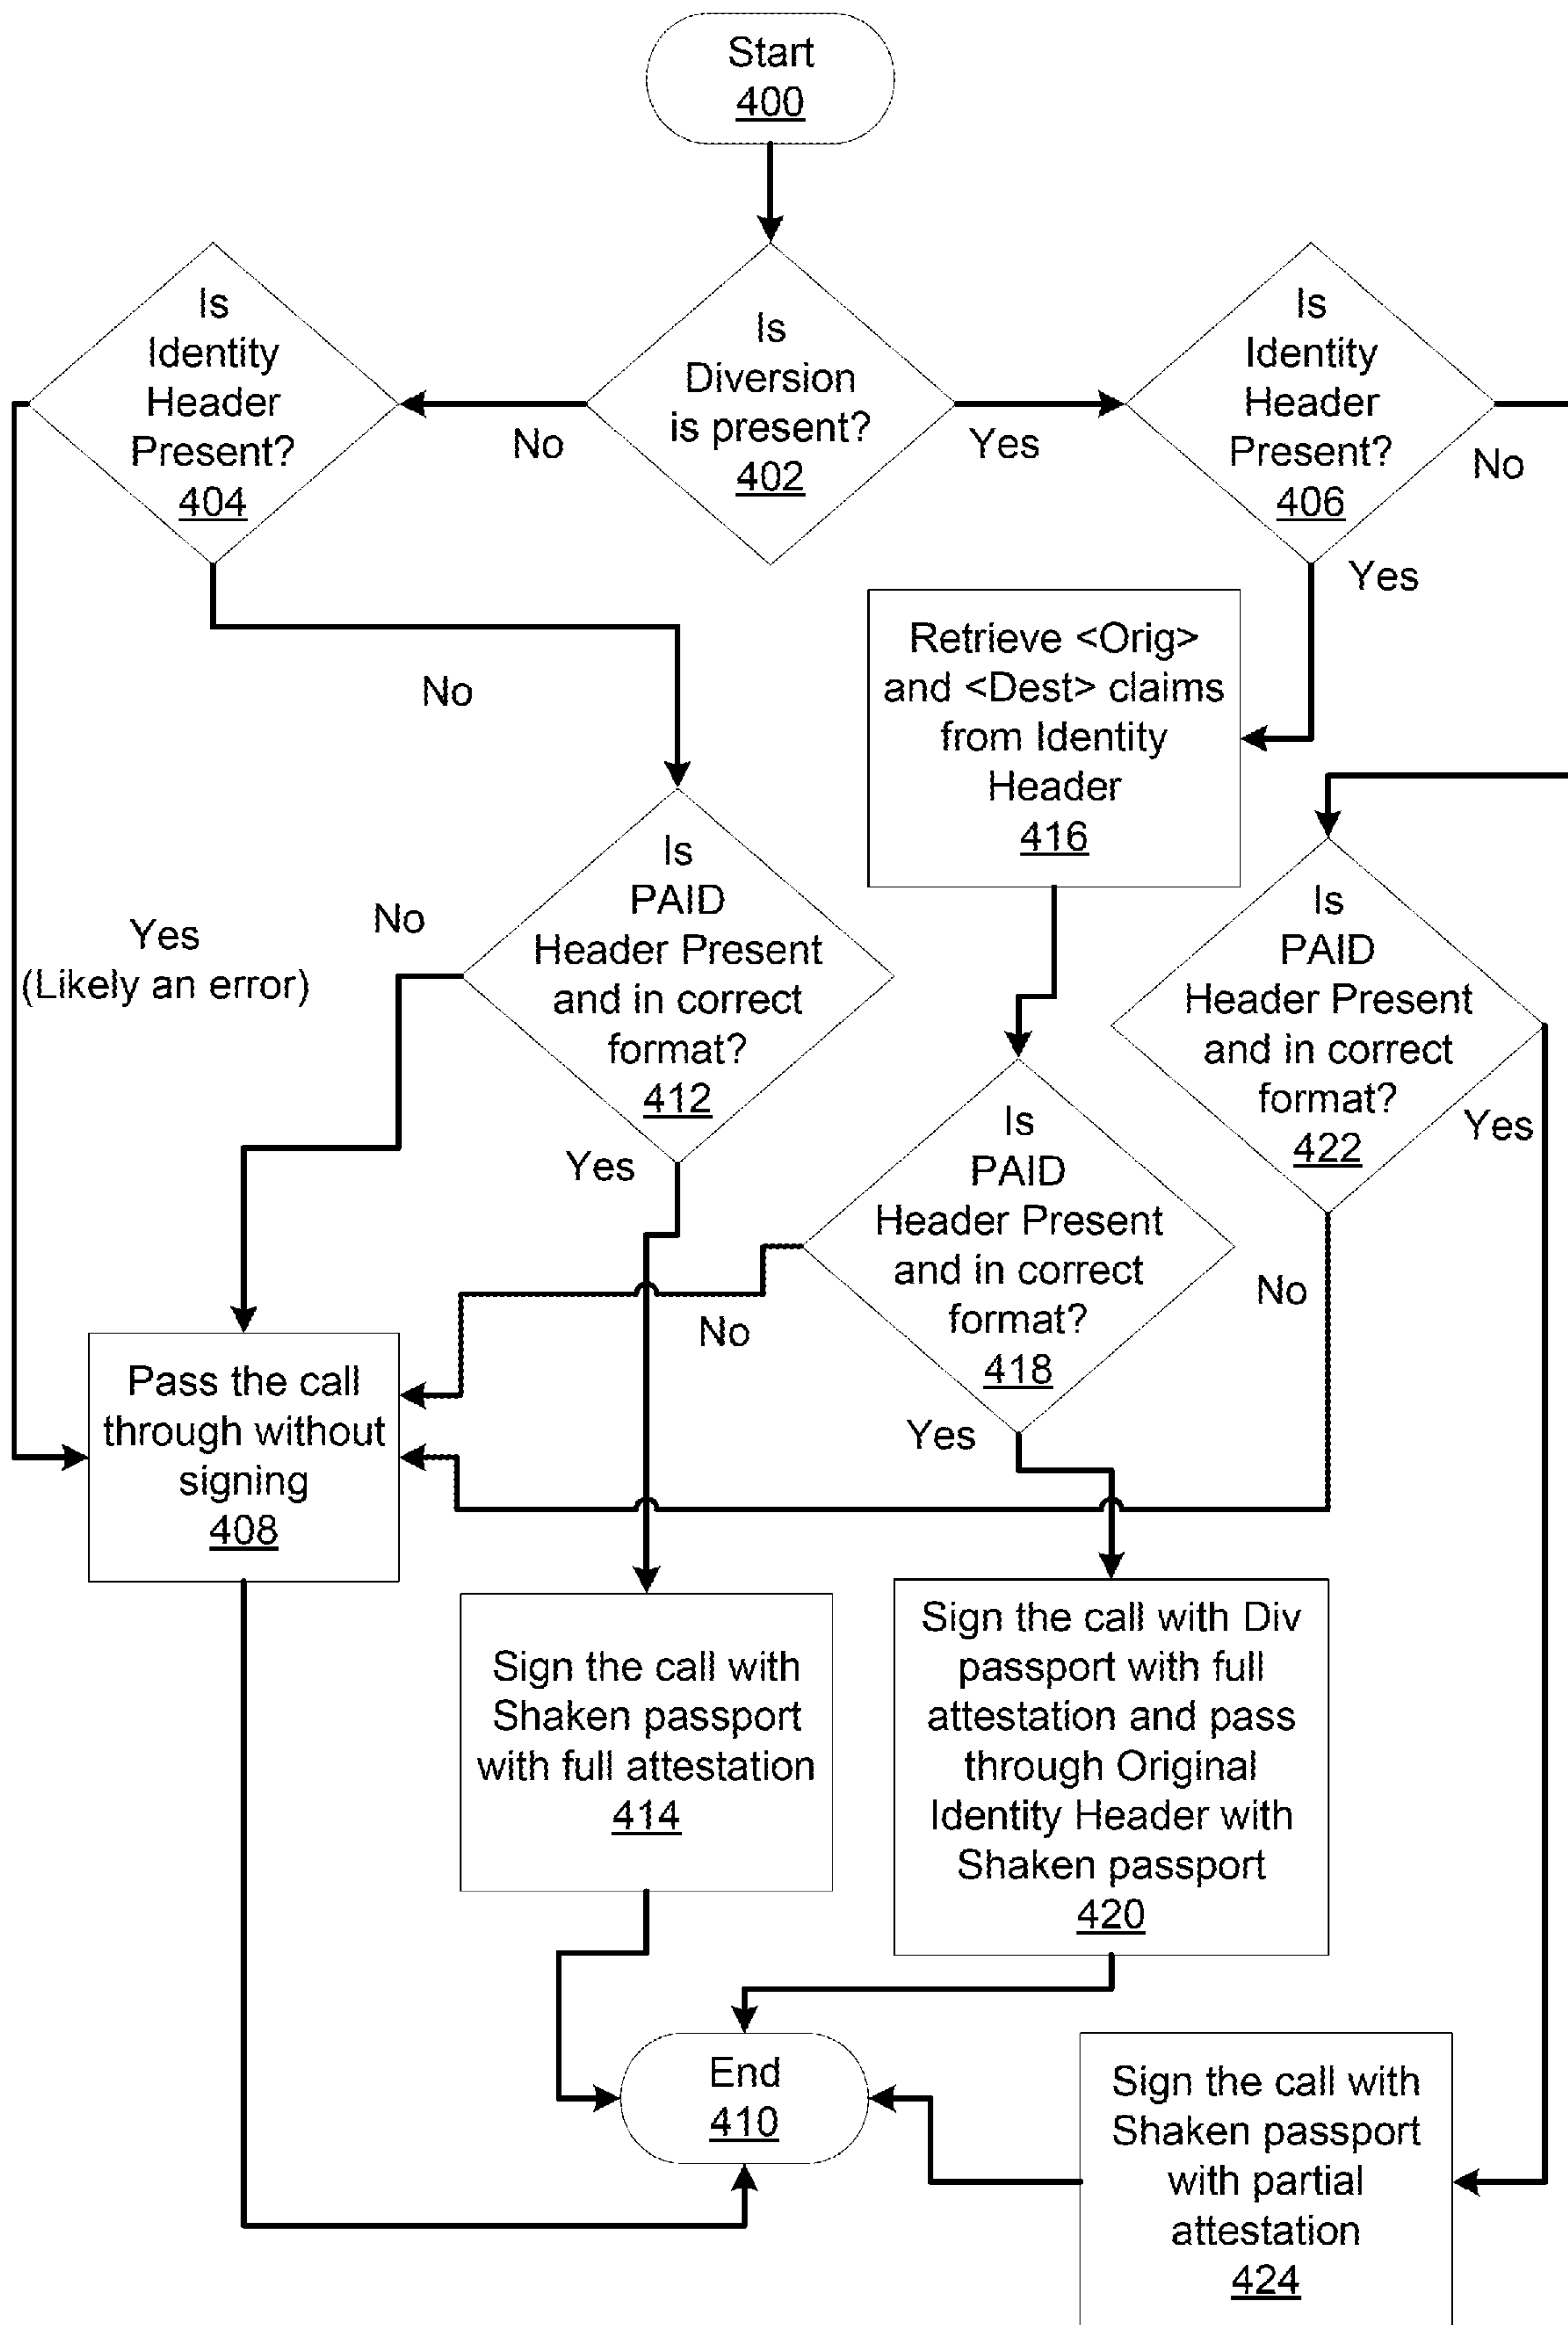 Start
400
Is
Identity
Header
Present?
404
Is
Diversion
is present?
402
Is
Identity
Header
Present?
406
No
Yes
No
Yes
Retrieve <Orig>
and <Dest> claims
from Identity
Header
416
No
Is
PAID
Header Present
and in correct
format?
412
Is
PAID
Header Present
and in correct
format?
422
No
Yes
(Likely an error)
Yes
Yes
Is
PAID
Header Present
and in correct
format?
418
No
No
Yes
Pass the call
through without
signing
408
Sign the call with
Shaken passport
with full attestation
414
Sign the call with Div
passport with full
attestation and pass
through Original
Identity Header with
Shaken passport
420
End
410
Sign the call with
Shaken passport
with partial
attestation
424